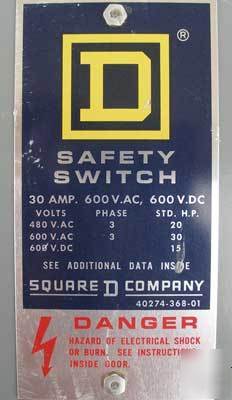 D ®
SAFETY
SWITCH
30 AMP. 600 V.AC, 600 V.DC
VOLTS PHASE STD. H.P.
480 V.AC 3 20
600 V.AC 3 30
600 V.DC 15
SEE ADDITIONAL DATA INSIDE
SQUARE D COMPANY
40274-368-01
DANGER
HAZARD OF ELECTRICAL SHOCK
OR BURN. SEE INSTRUCTIONS
INSIDE DOOR.